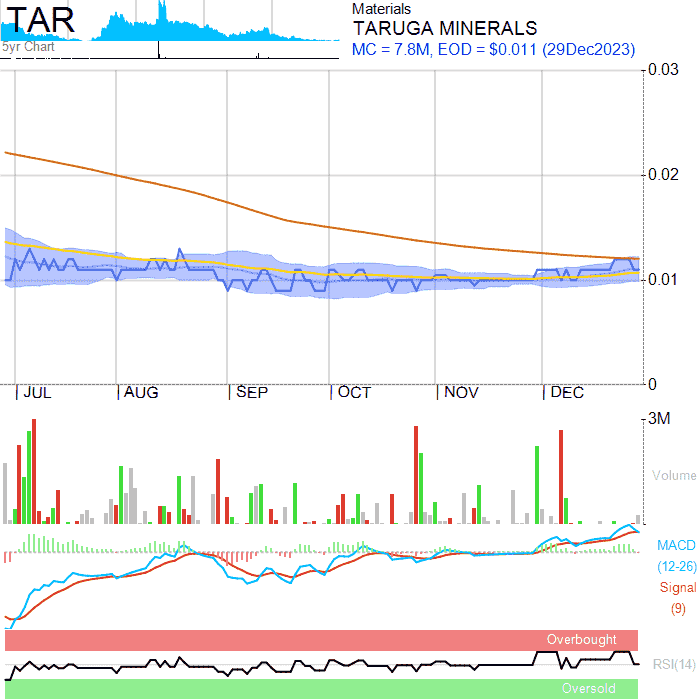 TAR
5yr Chart
Materials
TARUGA MINERALS
MC = 7.8M, EOD = $0.011 (29Dec2023)
0.03
0.02
0.01
0
JUL AUG SEP OCT NOV DEC
3M
Volume
MACD
(12-26)
Signal
(9)
Overbought
RSI(14)
Oversold